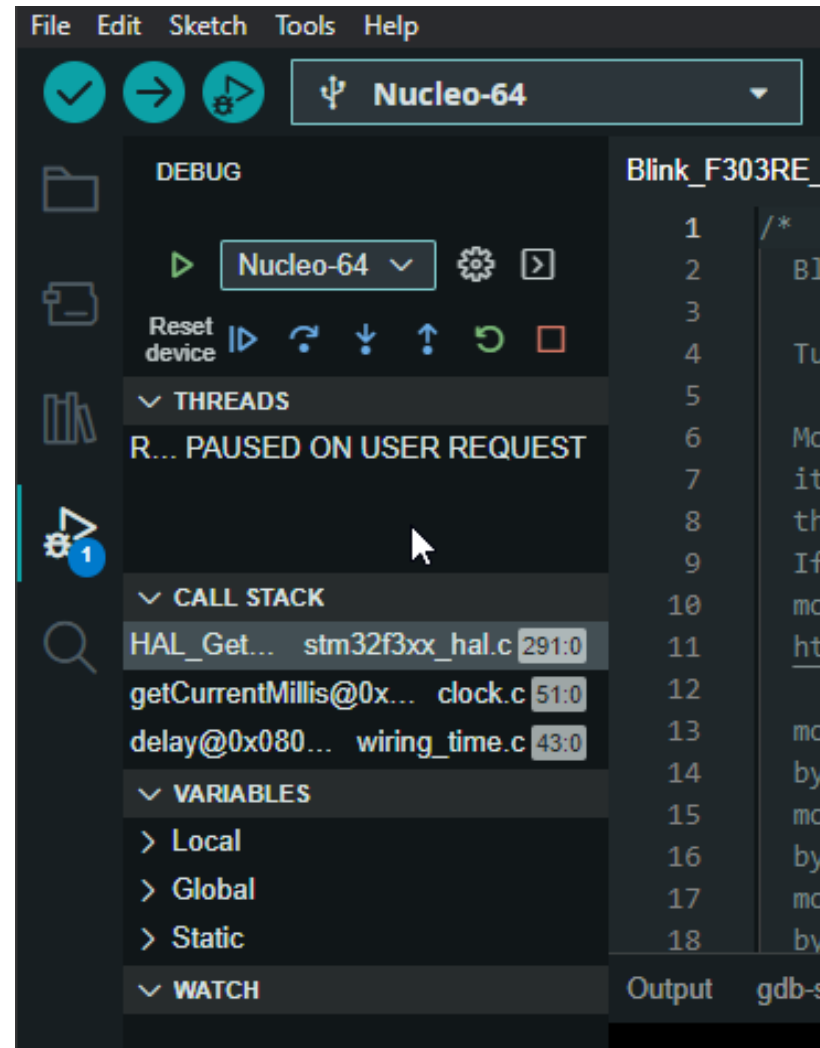 File Edit Sketch Tools Help
Nucleo-64
DEBUG
Nucleo-64
Reset device
THREADS
R... PAUSED ON USER REQUEST
1
CALL STACK
HAL_Get... stm32f3xx_hal.c 291:0
getCurrentMillis@0x... clock.c 51:0
delay@0x080... wiring_time.c 43:0
VARIABLES
Local
Global
Static
WATCH
Blink_F303RE_
1 /*
2 Bl
3
4 Tu
5
6 Mo
7 it
8 th
9 If
10 mo
11 ht
12
13 mo
14 by
15 mo
16 by
17 mo
18 by
Output gdb-s